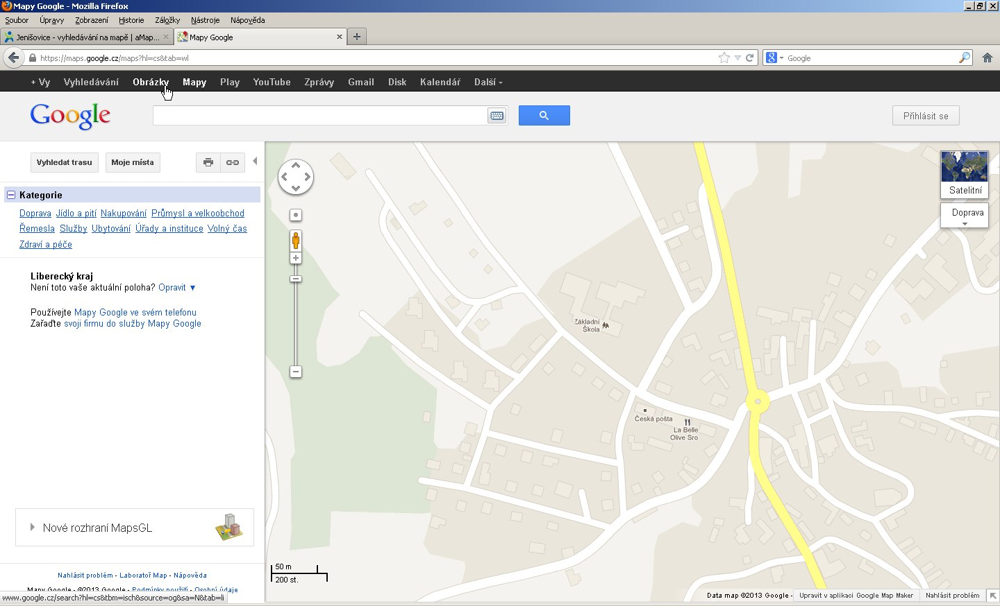 Mapy Google - Mozilla Firefox
Soubor Úpravy Zobrazení Historie Záložky Nástroje Nápověda
Jenišovice - vyhledávání na mapě | aMap... Mapy Google
https://maps.google.cz/maps?hl=cs&tab=wl Google
+ Vy Vyhledávání Obrázky Mapy Play YouTube Zprávy Gmail Disk Kalendář Další
Google Přihlásit se
Vyhledat trasu Moje místa
Kategorie
Doprava Jídlo a pití Nakupování Průmysl a velkoobchod
Řemesla Služby Ubytování Úřady a instituce Volný čas
Zdraví a péče
Liberecký kraj
Není toto vaše aktuální poloha? Opravit ▼
Používejte Mapy Google ve svém telefonu
Zařaďte svoji firmu do služby Mapy Google
Nové rozhraní MapsGL
Nahlásit problém - Laboratoř Map - Nápověda
Mapy Google - ©2013 Google - Podmínky použití - Osobní údaje
www.google.cz/search?hl=cs&tbm=isch&source=og&sa=N&tab=li
Satelitní
Doprava
Základní
Škola
Česká pošta
La Belle
Olive Sro
50 m
200 st.
Data map ©2013 Google - Upravit v aplikaci Google Map Maker Nahlásit problém